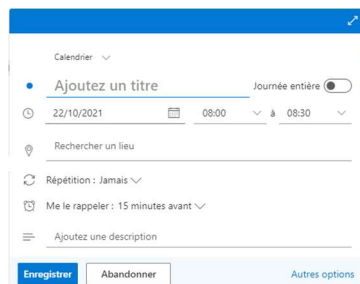 Calendrier
Ajoutez un titre
Journée entière
22/10/2021 08:00 à 08:30
Rechercher un lieu
Répétition : Jamais
Me le rappeler : 15 minutes avant
Ajoutez une description
Enregistrer Abandonner Autres options